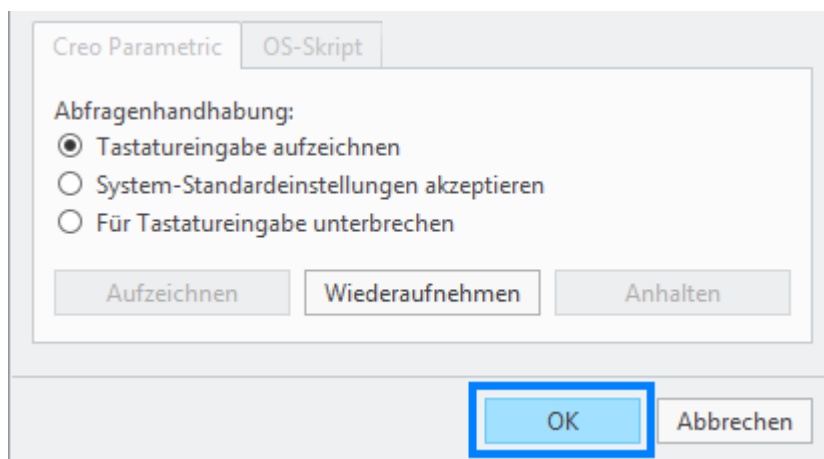 Creo Parametric OS-Skript
Abfragenhandhabung:
Tastatureingabe aufzeichnen
System-Standardeinstellungen akzeptieren
Für Tastatureingabe unterbrechen
Aufzeichnen Wiederaufnehmen Anhalten
OK Abbrechen